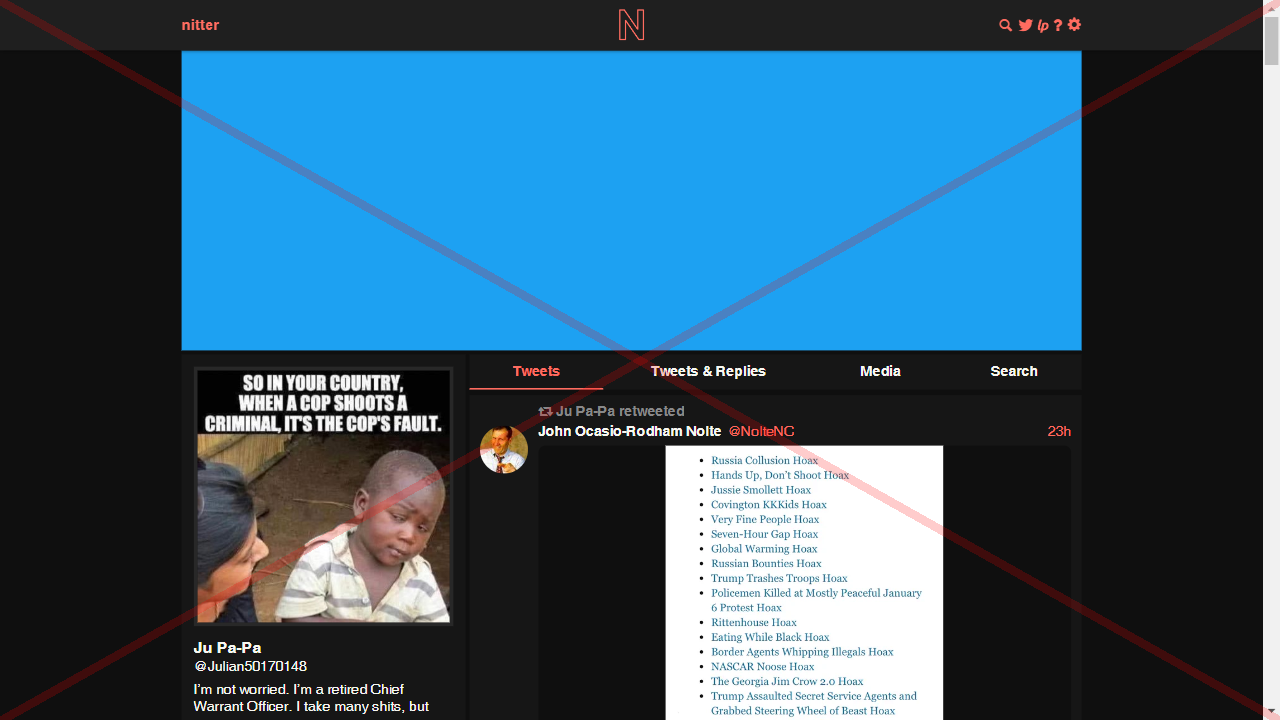 nitter
N
lp ?
Tweets
Tweets & Replies
Media
Search
SO IN YOUR COUNTRY,
WHEN A COP SHOOTS A
CRIMINAL, IT'S THE COP'S FAULT.
Ju Pa-Pa
@Julian50170148
I'm not worried. I'm a retired Chief
Warrant Officer. I take many shits, but
Ju Pa-Pa retweeted
John Ocasio-Rodham Nolte @NolteNC 23h
• Russia Collusion Hoax
• Hands Up, Don't Shoot Hoax
• Jussie Smollett Hoax
• Covington KKKids Hoax
• Very Fine People Hoax
• Seven-Hour Gap Hoax
• Global Warming Hoax
• Russian Bounties Hoax
• Trump Trashes Troops Hoax
• Policemen Killed at Mostly Peaceful January
6 Protest Hoax
• Rittenhouse Hoax
• Eating While Black Hoax
• Border Agents Whipping Illegals Hoax
• NASCAR Noose Hoax
• The Georgia Jim Crow 2.0 Hoax
• Trump Assaulted Secret Service Agents and
Grabbed Steering Wheel of Beast Hoax